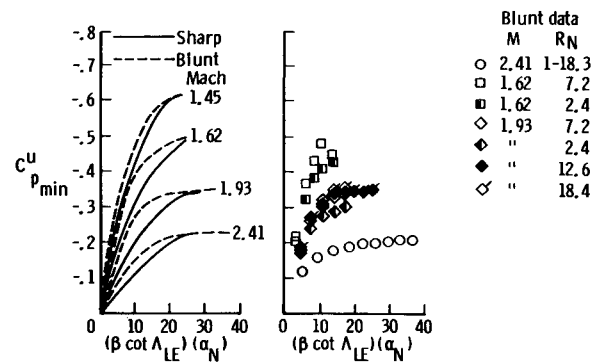 Sharp
Blunt
Mach
1.45
1.62
1.93
2.41
-.8
-.7
-.6
-.5
-.4
-.3
-.2
-.1
C^u_p_min
0 10 20 30 40
(β cot Λ_LE)(α_N)
0 10 20 30 40
(β cot Λ_LE)(α_N)
Blunt data
M R_N
2.41 1-18.3
1.62 7.2
1.62 2.4
1.93 7.2
" 2.4
" 12.6
" 18.4